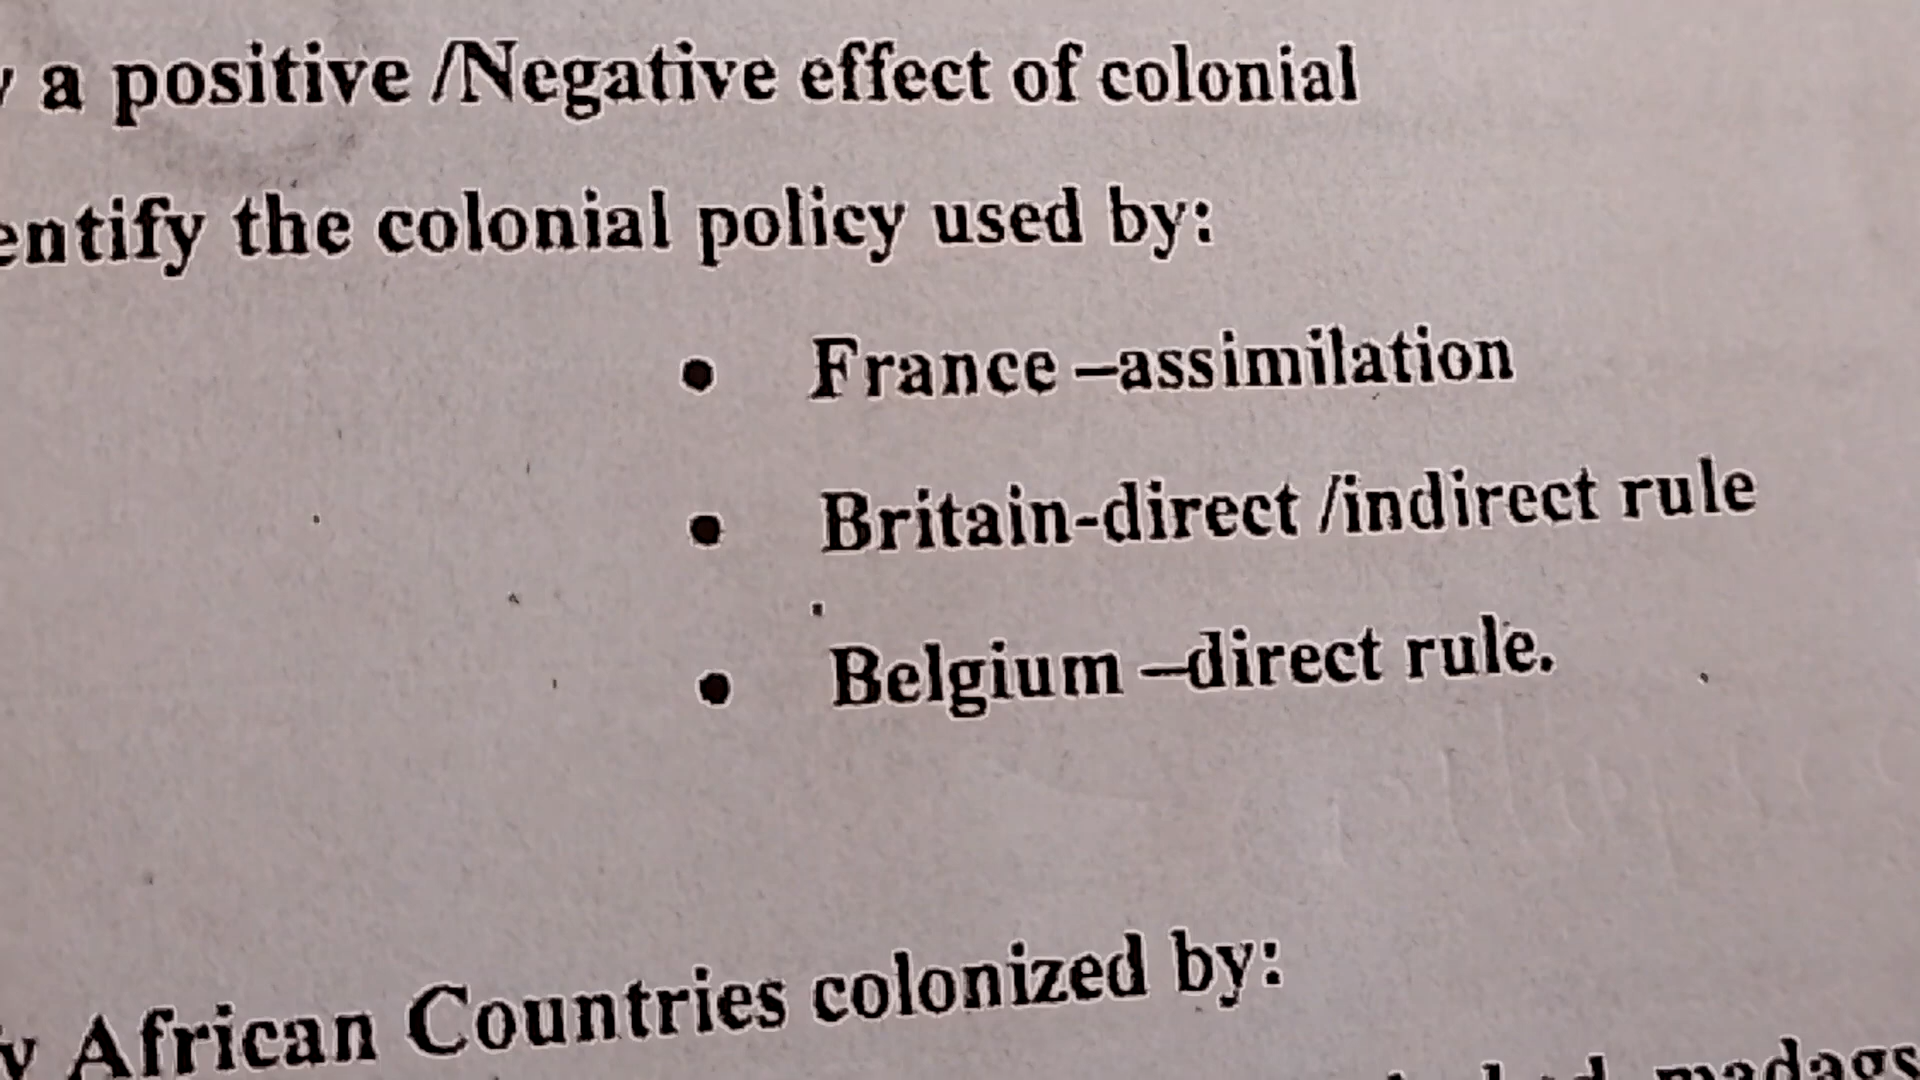 a positive /Negative effect of colonial
the colonial policy used by:
• France –assimilation
• Britain-direct /indirect rule
• Belgium –direct rule.
African Countries colonized by: